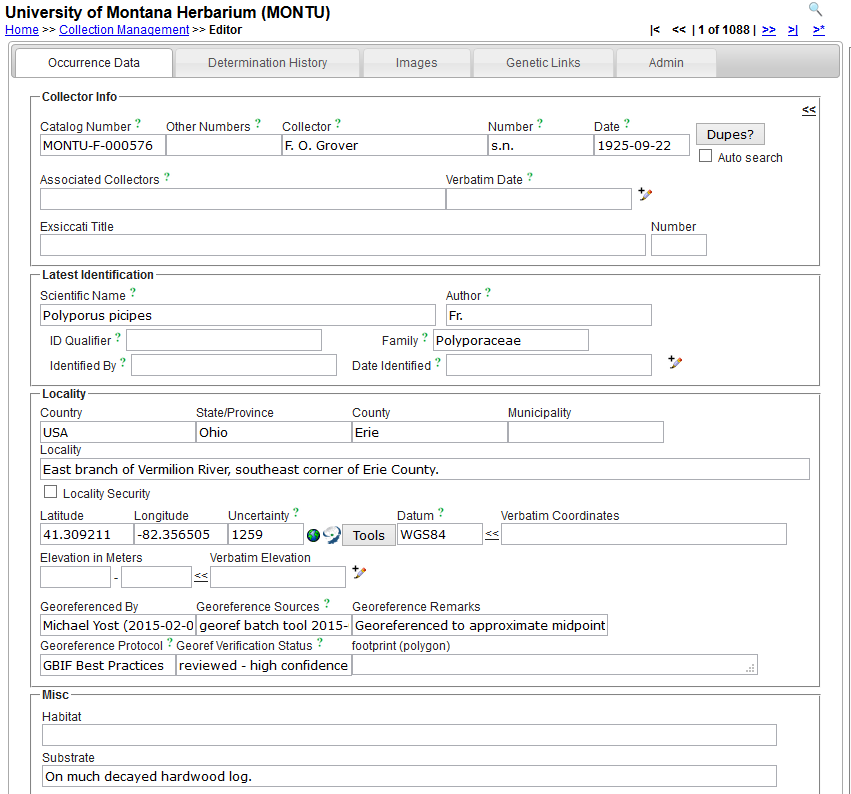 University of Montana Herbarium (MONTU)
Home >> Collection Management >> Editor |< << | 1 of 1088 | >> >| >*
Occurrence Data Determination History Images Genetic Links Admin
Collector Info
<<
Catalog Number ? Other Numbers ? Collector ? Number ? Date ?
MONTU-F-000576 F. O. Grover s.n. 1925-09-22 Dupes?
Auto search
Associated Collectors ? Verbatim Date ?
Exsiccati Title Number
Latest Identification
Scientific Name ? Author ?
Polyporus picipes Fr.
ID Qualifier ? Family ? Polyporaceae
Identified By ? Date Identified ?
Locality
Country State/Province County Municipality
USA Ohio Erie
Locality
East branch of Vermilion River, southeast corner of Erie County.
Locality Security
Latitude Longitude Uncertainty ? Datum ? Verbatim Coordinates
41.309211 -82.356505 1259 Tools WGS84 <<
Elevation in Meters Verbatim Elevation
- <<
Georeferenced By Georeference Sources ? Georeference Remarks
Michael Yost (2015-02-0 georef batch tool 2015- Georeferenced to approximate midpoint
Georeference Protocol ? Georef Verification Status ? footprint (polygon)
GBIF Best Practices reviewed - high confidence
Misc
Habitat
Substrate
On much decayed hardwood log.